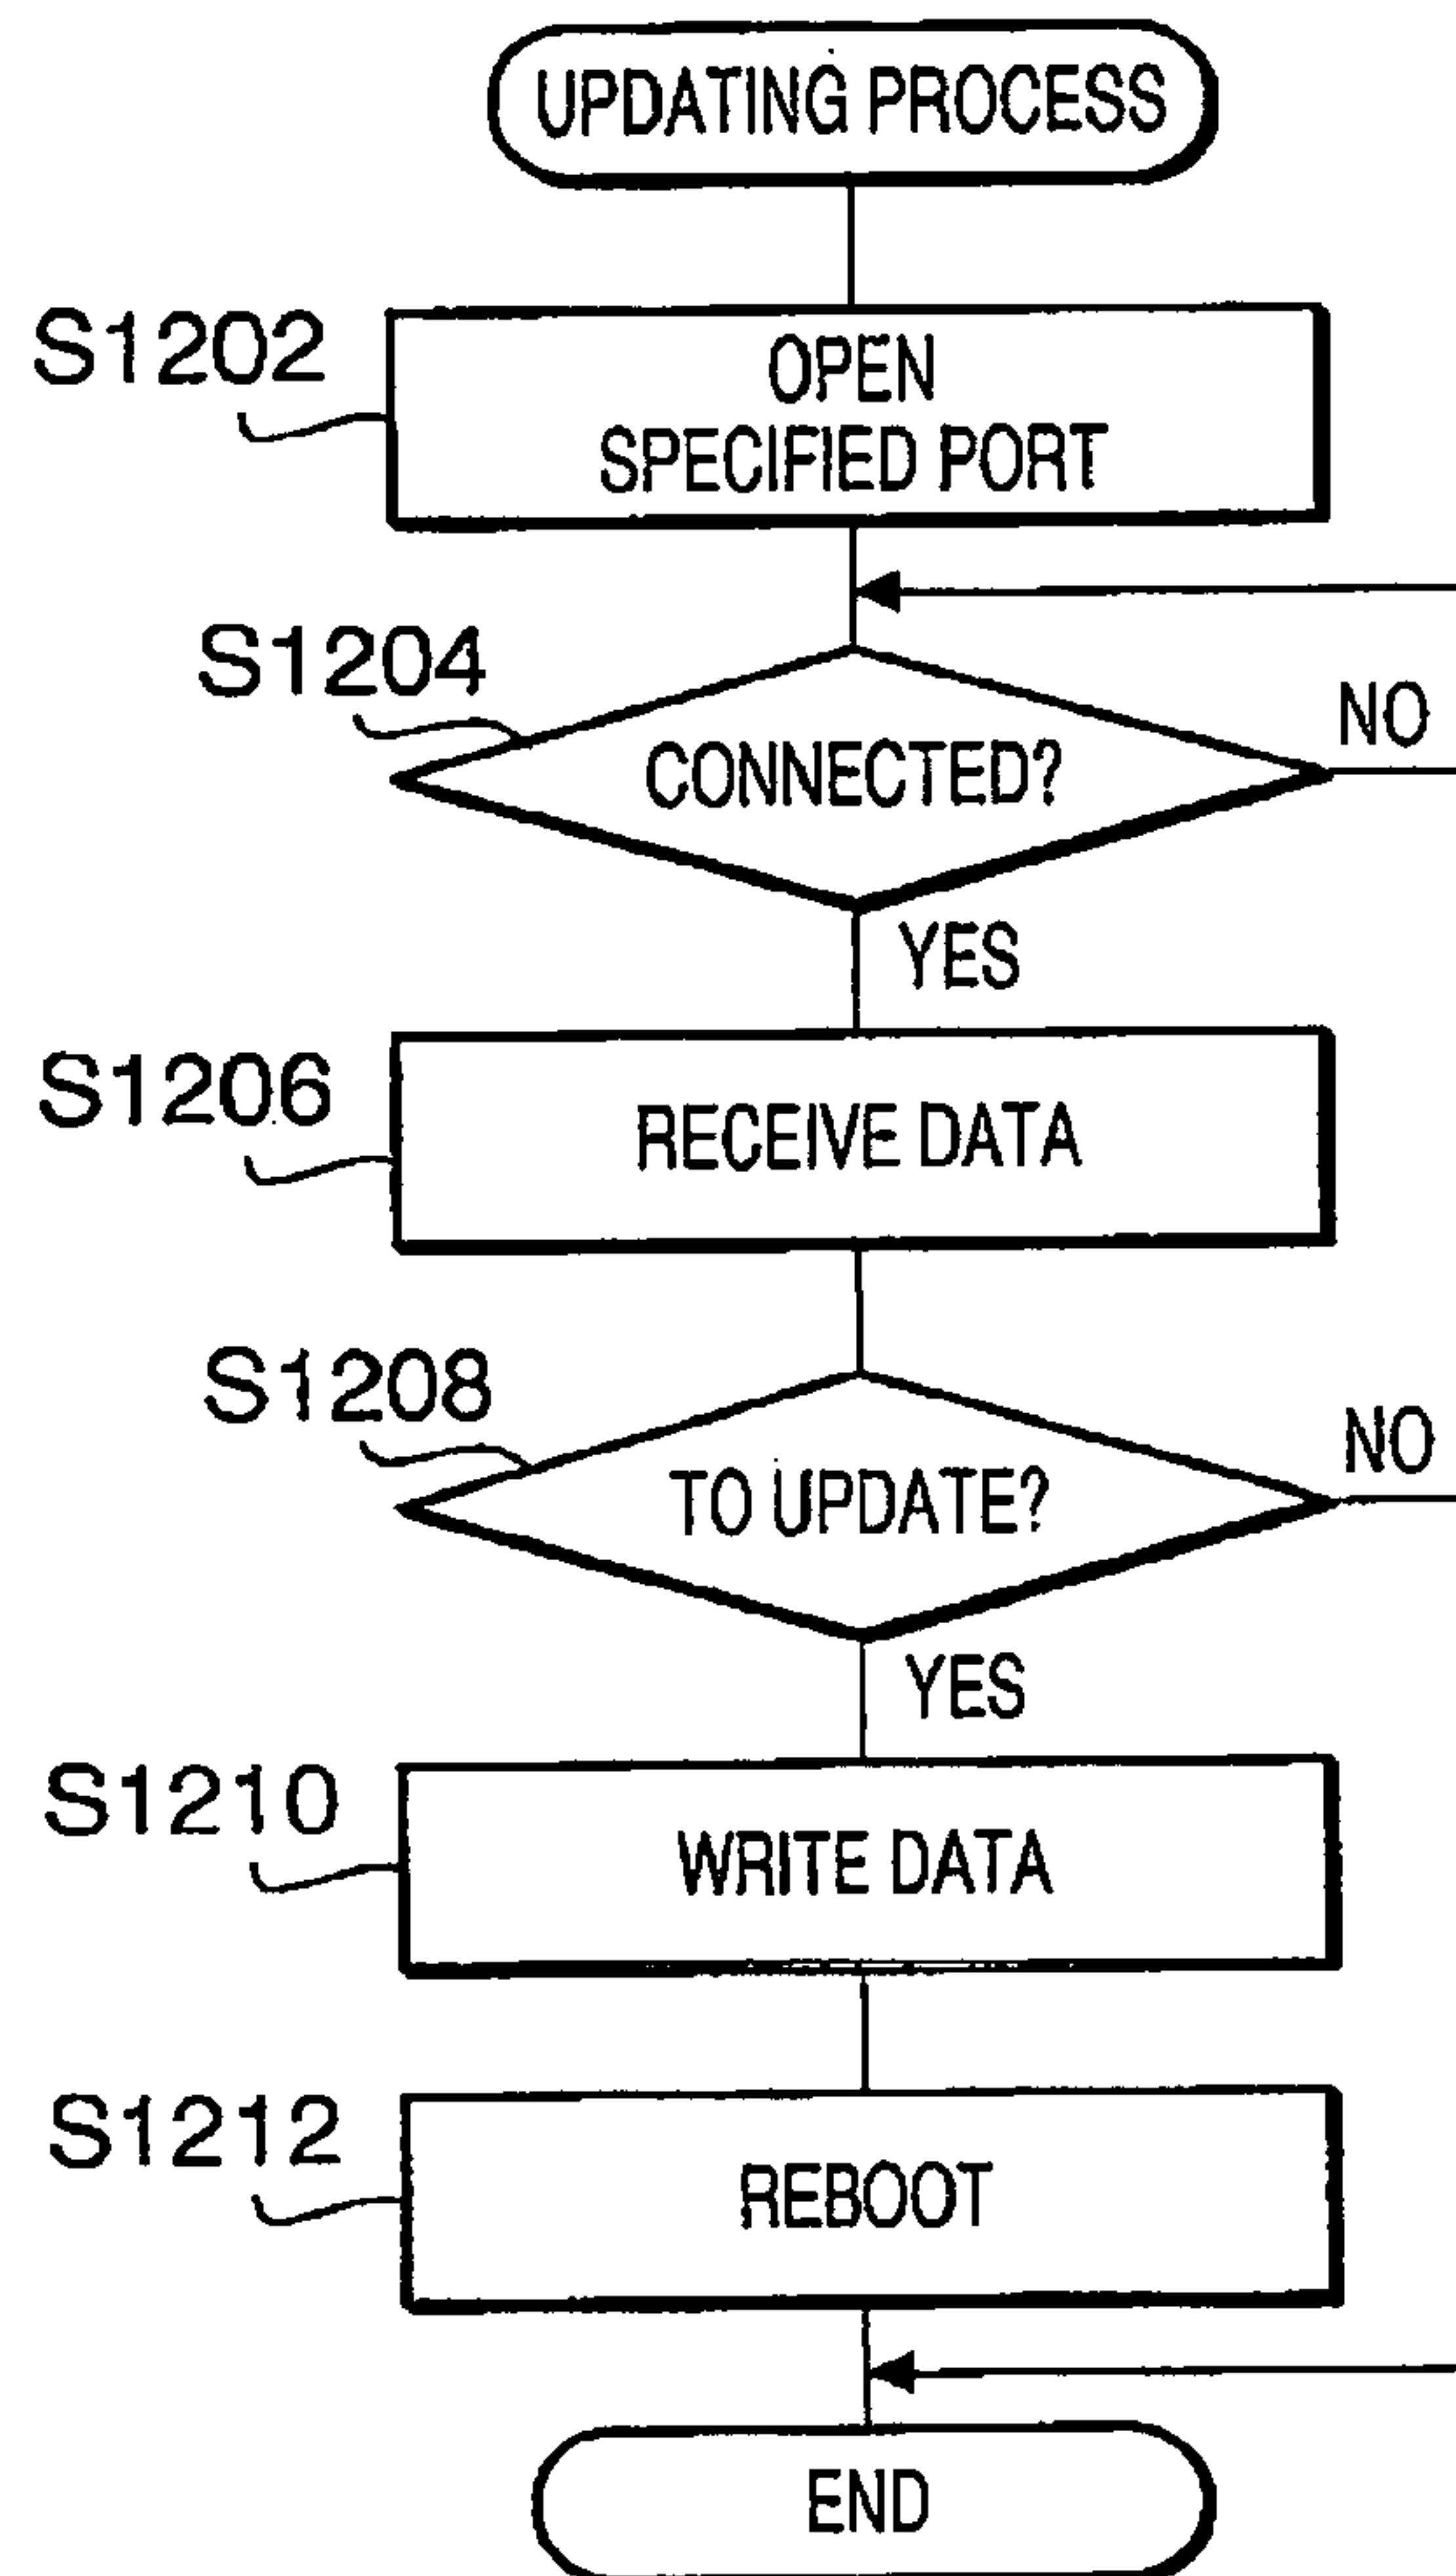 UPDATING PROCESS
S1202
OPEN
SPECIFIED PORT
S1204
CONNECTED?
NO
YES
S1206
RECEIVE DATA
S1208
TO UPDATE?
NO
YES
S1210
WRITE DATA
S1212
REBOOT
END